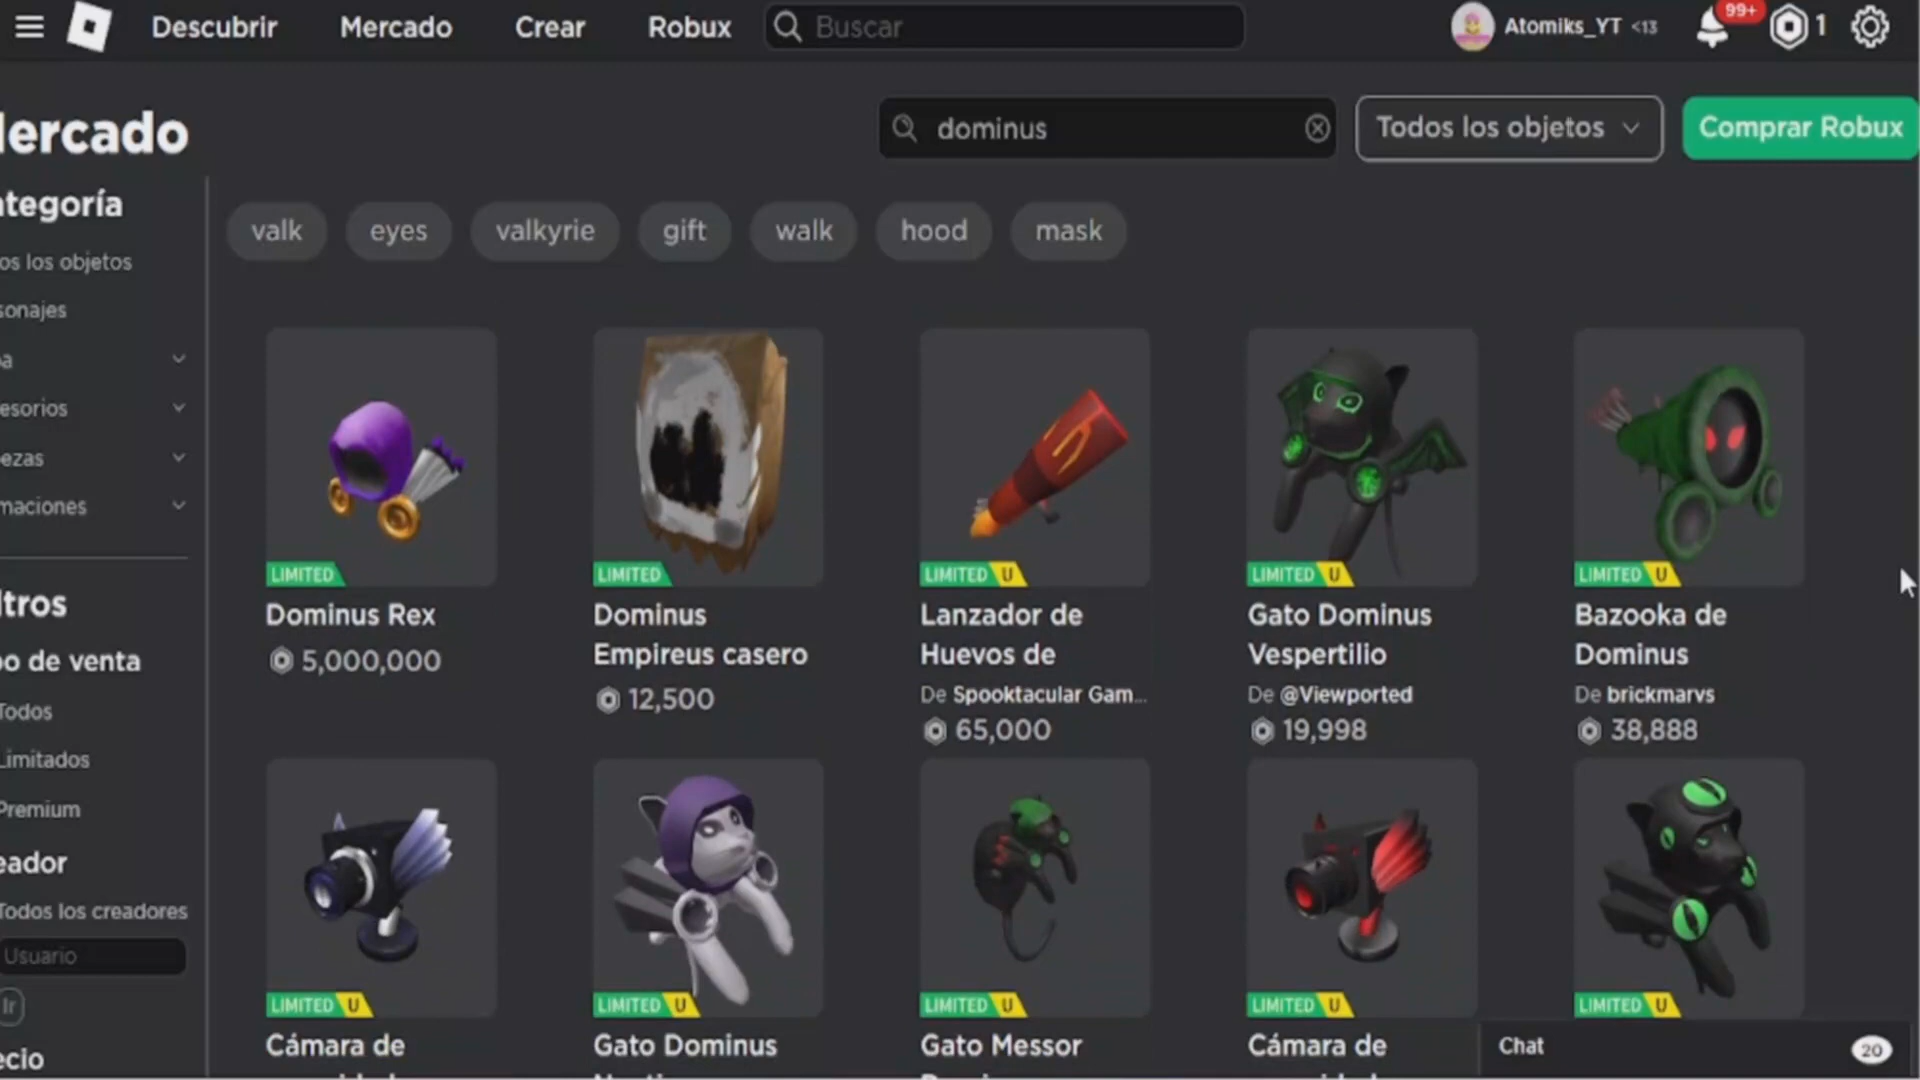 Descubrir Mercado Crear Robux Buscar Atomiks_YT <13 99+ 1
ercado dominus Todos los objetos Comprar Robux
valk eyes valkyrie gift walk hood mask
tegoría
os los objetos
sonajes
a
esorios
ezas
maciones
ltros
o de venta
Todos
Limitados
Premium
eador
Todos los creadores
Usuario
Ir
ecio
LIMITED
Dominus Rex
5,000,000
LIMITED
Dominus
Empireus casero
12,500
LIMITED U
Lanzador de
Huevos de
De Spooktacular Gam...
65,000
LIMITED U
Gato Dominus
Vespertilio
De @Viewported
19,998
LIMITED U
Bazooka de
Dominus
De brickmarvs
38,888
LIMITED U
Cámara de
LIMITED U
Gato Dominus
LIMITED U
Gato Messor
LIMITED U
Cámara de
LIMITED U
Chat 20